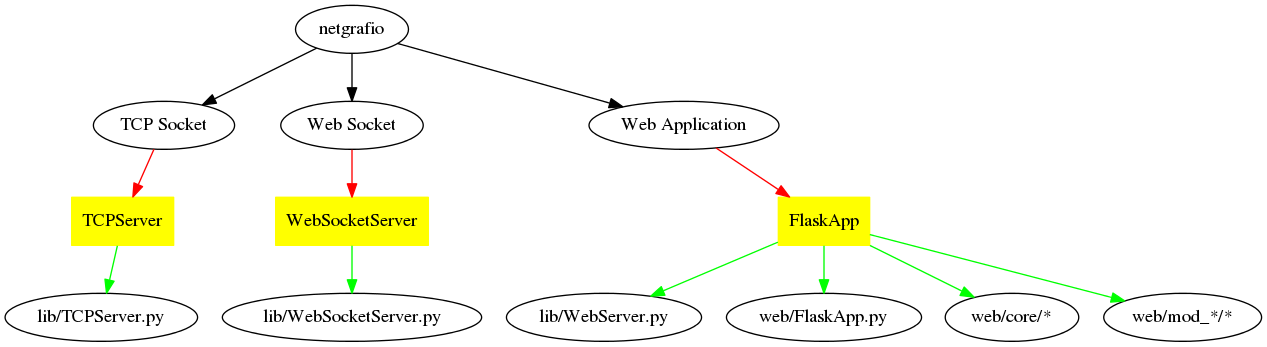 netgrafio
TCP Socket
Web Socket
Web Application
TCPServer
WebSocketServer
FlaskApp
lib/TCPServer.py
lib/WebSocketServer.py
lib/WebServer.py
web/FlaskApp.py
web/core/*
web/mod_*/*